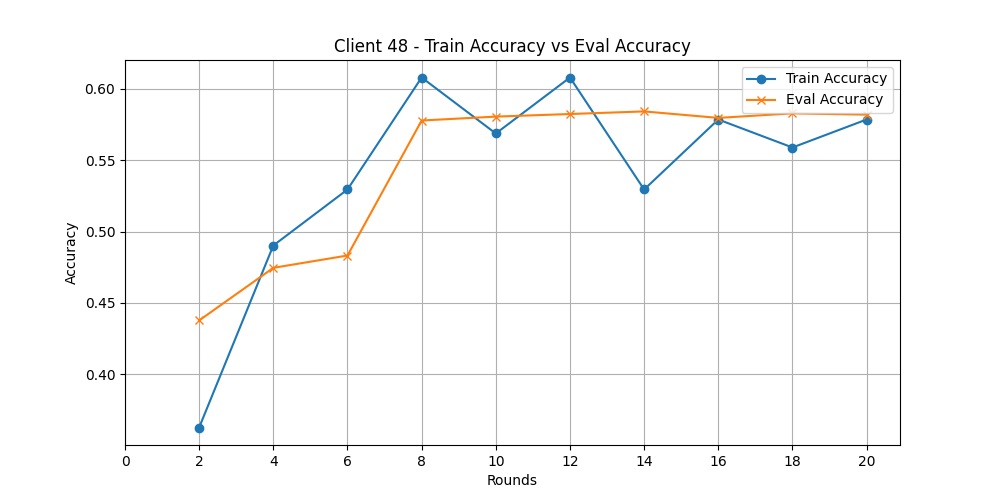 Client 48 - Train Accuracy vs Eval Accuracy
Train Accuracy
Eval Accuracy
0.60
0.55
0.50
0.45
0.40
Accuracy
0 2 4 6 8 10 12 14 16 18 20
Rounds